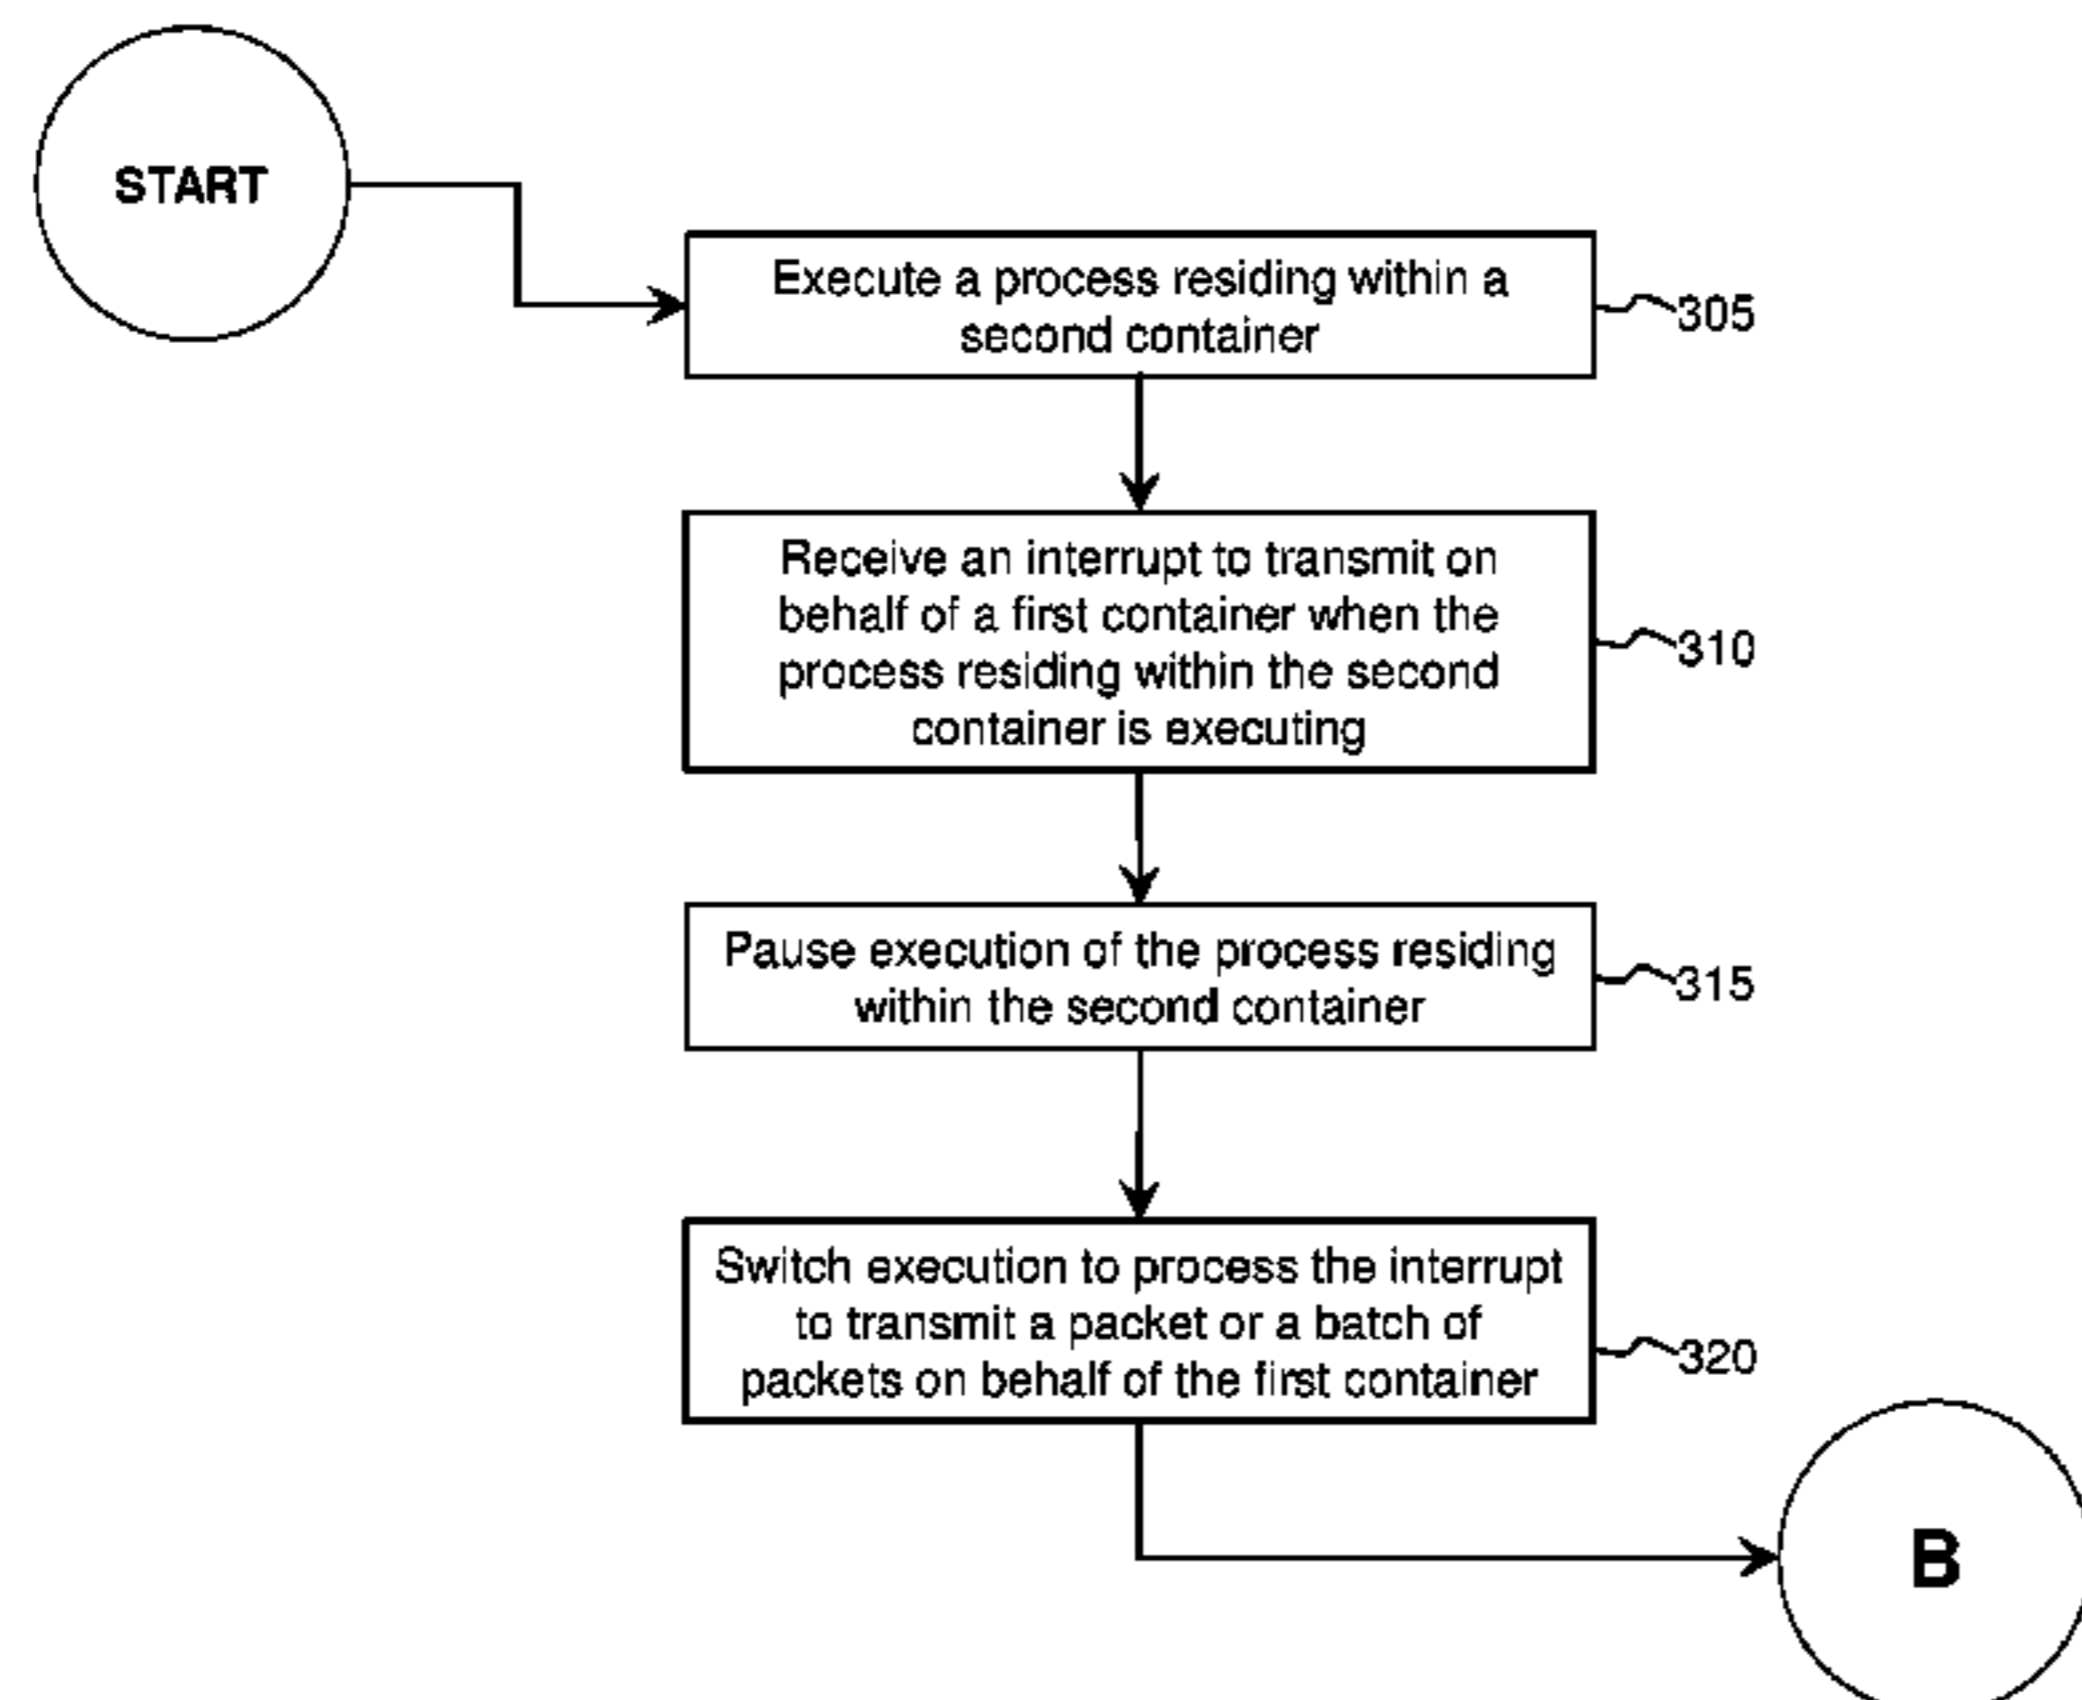 START
Execute a process residing within a
second container
305
Receive an interrupt to transmit on
behalf of a first container when the
process residing within the second
container is executing
310
Pause execution of the process residing
within the second container
315
Switch execution to process the interrupt
to transmit a packet or a batch of
packets on behalf of the first container
320
B